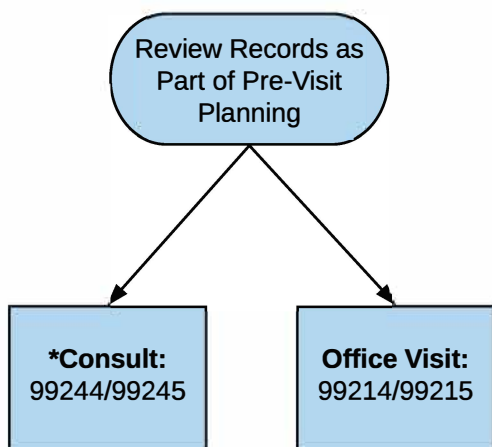 Review Records as
Part of Pre-Visit
Planning
*Consult:
99244/99245
Office Visit:
99214/99215